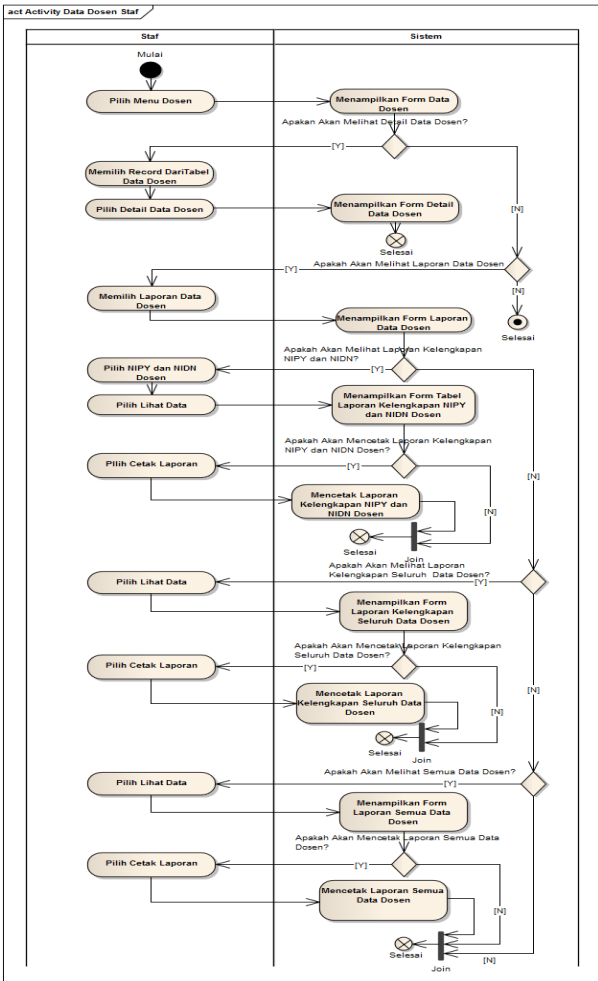 act Activity Data Dosen Staf
Staf
Sistem
Mulai
Pilih Menu Dosen
Menampilkan Form Data
Dosen
Apakan Akan Melihat Detail Data Dosen?
[Y]
[N]
Memilih Record DariTabel
Data Dosen
Pilih Detail Data Dosen
Menampilkan Form Detail
Data Dosen
Selesai
Apakah Akan Melihat Laporan Data Dosen
[Y]
[N]
Selesai
Memilih Laporan Data
Dosen
Menampilkan Form Laporan
Data Dosen
Apakah Akan Melihat Laporan Kelengkapan
NIPY dan NIDN?
[Y]
[N]
Pilih NIPY dan NIDN
Dosen
Pilih Lihat Data
Menampilkan Form Tabel
Laporan Kelengkapan NIPY
dan NIDN Dosen
Apakah Akan Mencetak Laporan Kelengkapan
NIPY dan NIDN Dosen?
[Y]
[N]
PIlih Cetak Laporan
Mencetak Laporan
Kelengkapan NIPY dan
NIDN Dosen
Selesai
Join
Apakah Akan Melihat Laporan
Kelengkapan Seluruh  Data Dosen?
[Y]
[N]
Pilih Lihat Data
Menampilkan Form
Laporan Kelengkapan
Seluruh Data Dosen
Apakah Akan Mencetak Laporan Kelengkapan
Seluruh Data Dosen?
[Y]
[N]
Pilih Cetak Laporan
Mencetak Laporan
Kelengkapan Seluruh Data
Dosen
Selesai
Join
Apakah Akan Melihat Semua Data Dosen?
[Y]
[N]
Pilih Lihat Data
Menampilkan Form
Laporan Semua Data
Dosen
Apakah Akan Mencetak Laporan Semua Data
Dosen?
[Y]
[N]
Pilih Cetak Laporan
Mencetak Laporan Semua
Data Dosen
Selesai
Join